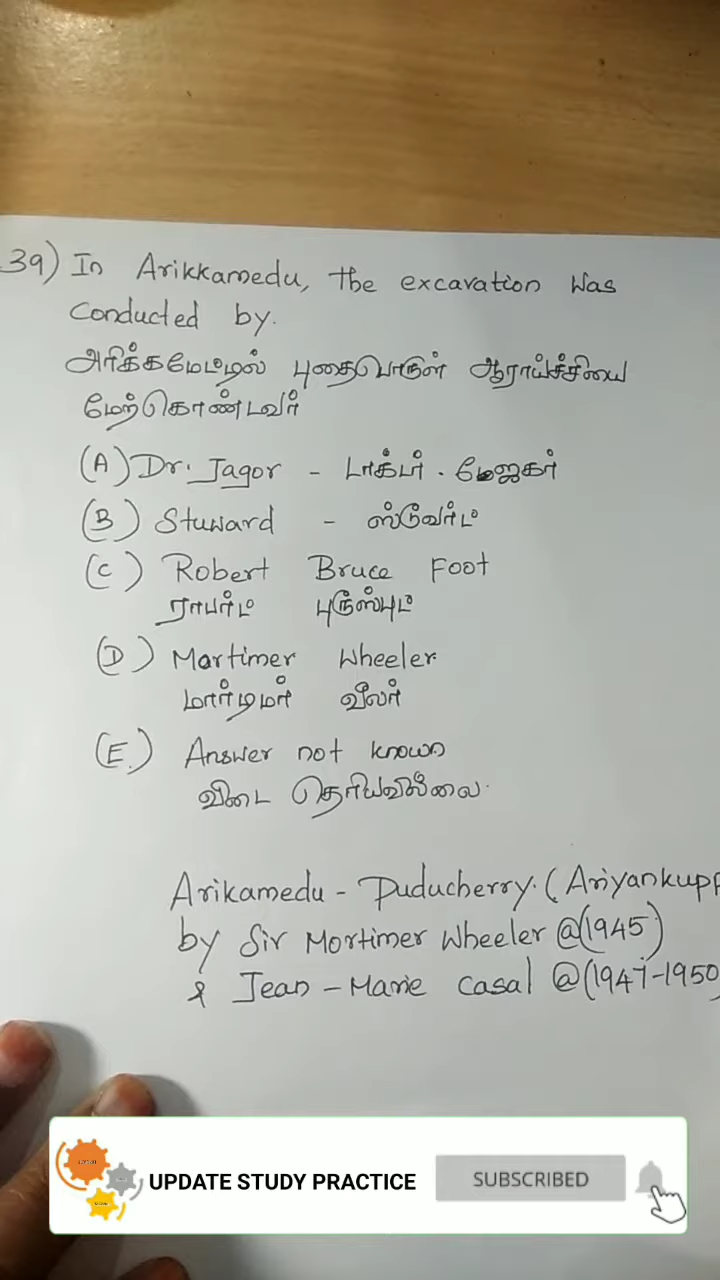 39) In Arikkamedu, the excavation was
conducted by.
அரிக்கமேட்டில் புதைபொருள் ஆராய்ச்சியை
மேற்கொண்டவர்
(A) Dr. Jagor - டாக்டர். ஜேகர்
(B) Stuward - ஸ்டுவர்ட்
(C) Robert Bruce Foot
ராபர்ட் புரூஸ்புட்
(D) Martimer Wheeler
மார்டிமர் வீலர்
(E.) Answer not known
விடை தெரியவில்லை.
Arikamedu - Puducherry. (Ariyankupp
by Sir Mortimer Wheeler @(1945)
& Jean - Marie Casal @(1947-1950)
UPDATE STUDY PRACTICE
SUBSCRIBED